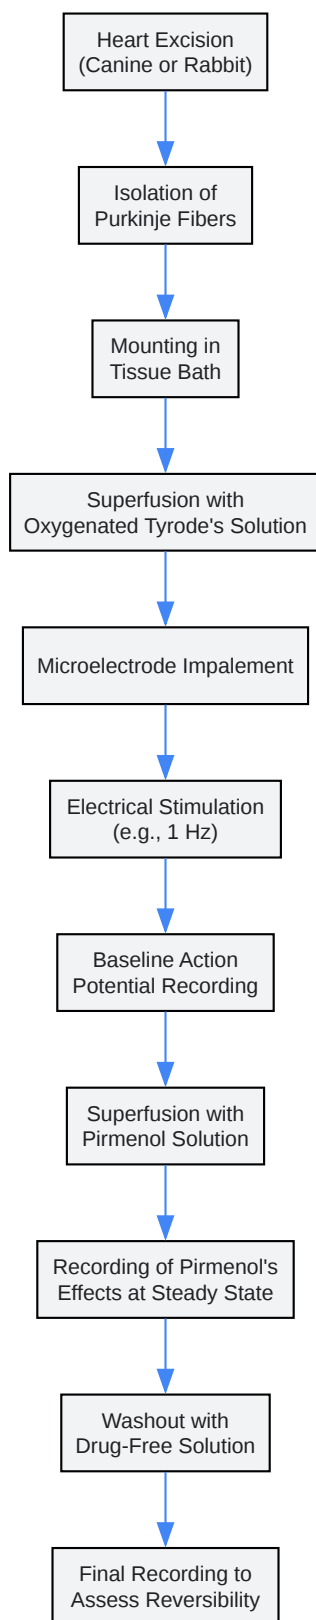 Heart Excision
(Canine or Rabbit)
Isolation of
Purkinje Fibers
Mounting in
Tissue Bath
Superfusion with
Oxygenated Tyrode's Solution
Microelectrode Impalement
Electrical Stimulation
(e.g., 1 Hz)
Baseline Action
Potential Recording
Superfusion with
Pirmenol Solution
Recording of Pirmenol's
Effects at Steady State
Washout with
Drug-Free Solution
Final Recording to
Assess Reversibility